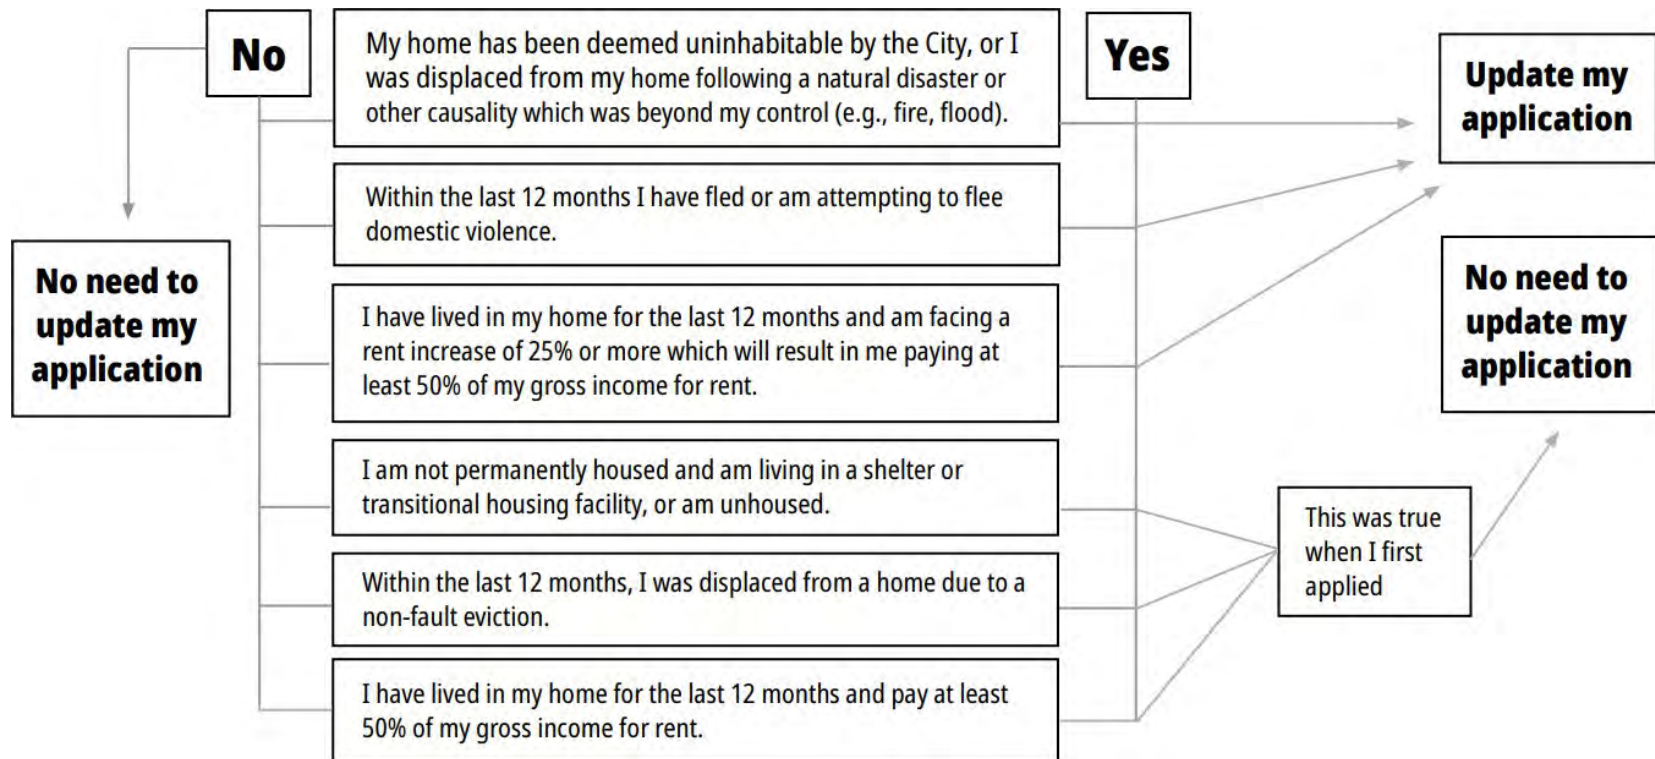 No
My home has been deemed uninhabitable by the City, or I
was displaced from my home following a natural disaster or
other causality which was beyond my control (e.g., fire, flood).
Yes
Update my
application
Within the last 12 months I have fled or am attempting to flee
domestic violence.
No need to
update my
application
I have lived in my home for the last 12 months and am facing a
rent increase of 25% or more which will result in me paying at
least 50% of my gross income for rent.
No need to
update my
application
I am not permanently housed and am living in a shelter or
transitional housing facility, or am unhoused.
This was true
when I first
applied
Within the last 12 months, I was displaced from a home due to a
non-fault eviction.
I have lived in my home for the last 12 months and pay at least
50% of my gross income for rent.